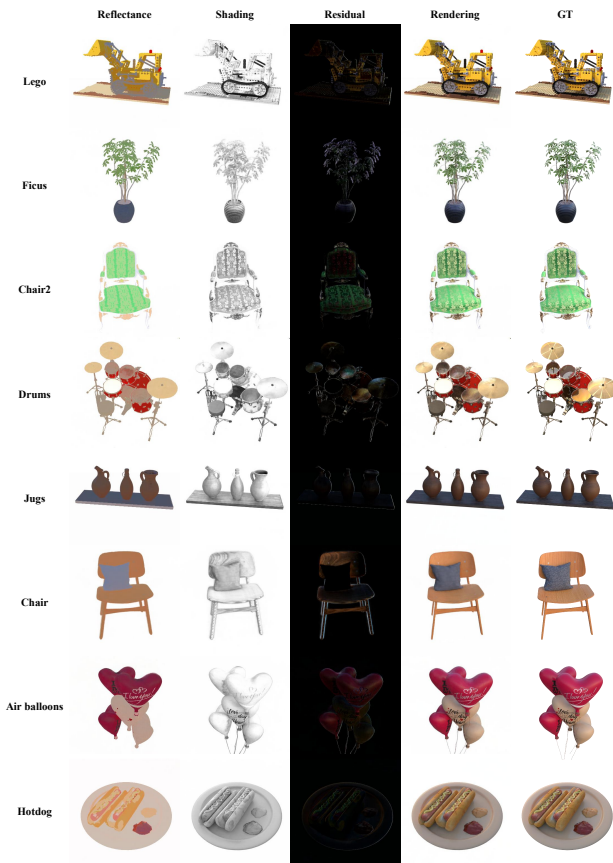 Reflectance Shading Residual Rendering GT
Lego
Ficus
Chair2
Drums
Jugs
Chair
Air balloons
Hotdog